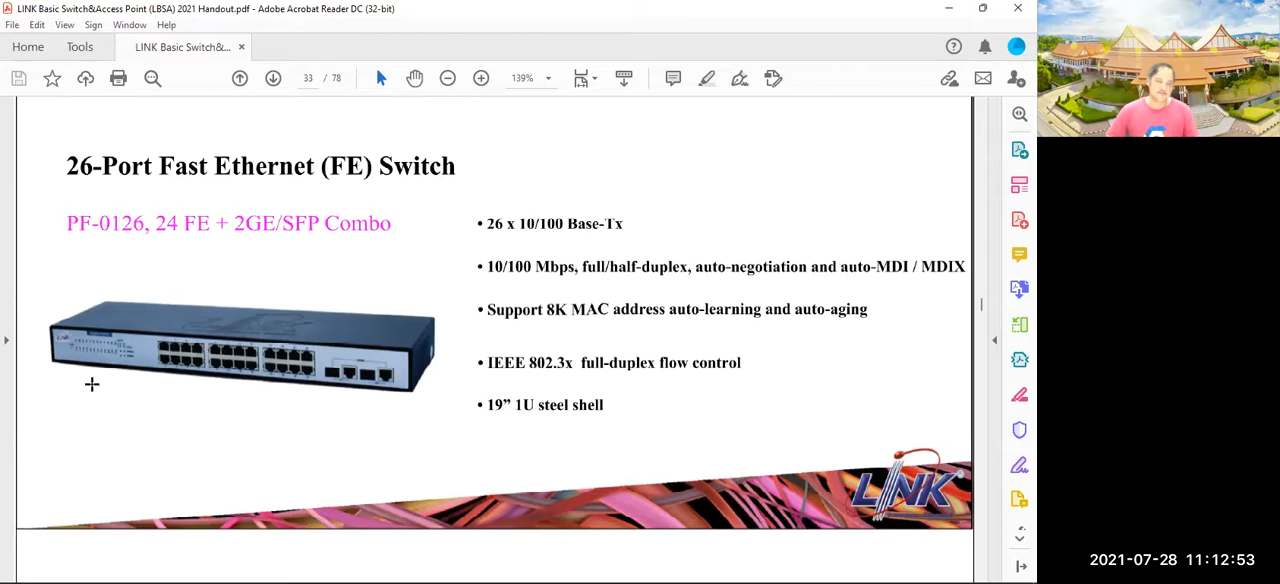 LINK Basic Switch&Access Point (LBSA) 2021 Handout.pdf - Adobe Acrobat Reader DC (32-bit)
File Edit View Sign Window Help
Home Tools LINK Basic Switch&... ×
33 / 78 139%
26-Port Fast Ethernet (FE) Switch
PF-0126, 24 FE + 2GE/SFP Combo
• 26 x 10/100 Base-Tx
• 10/100 Mbps, full/half-duplex, auto-negotiation and auto-MDI / MDIX
• Support 8K MAC address auto-learning and auto-aging
• IEEE 802.3x full-duplex flow control
• 19” 1U steel shell
LINK
LINK
2021-07-28 11:12:53